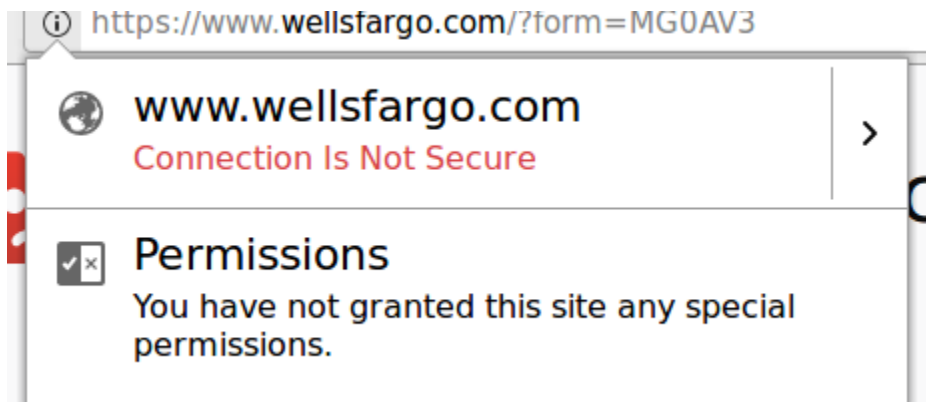 https://www.wellsfargo.com/?form=MG0AV3
www.wellsfargo.com
Connection Is Not Secure
Permissions
You have not granted this site any special
permissions.